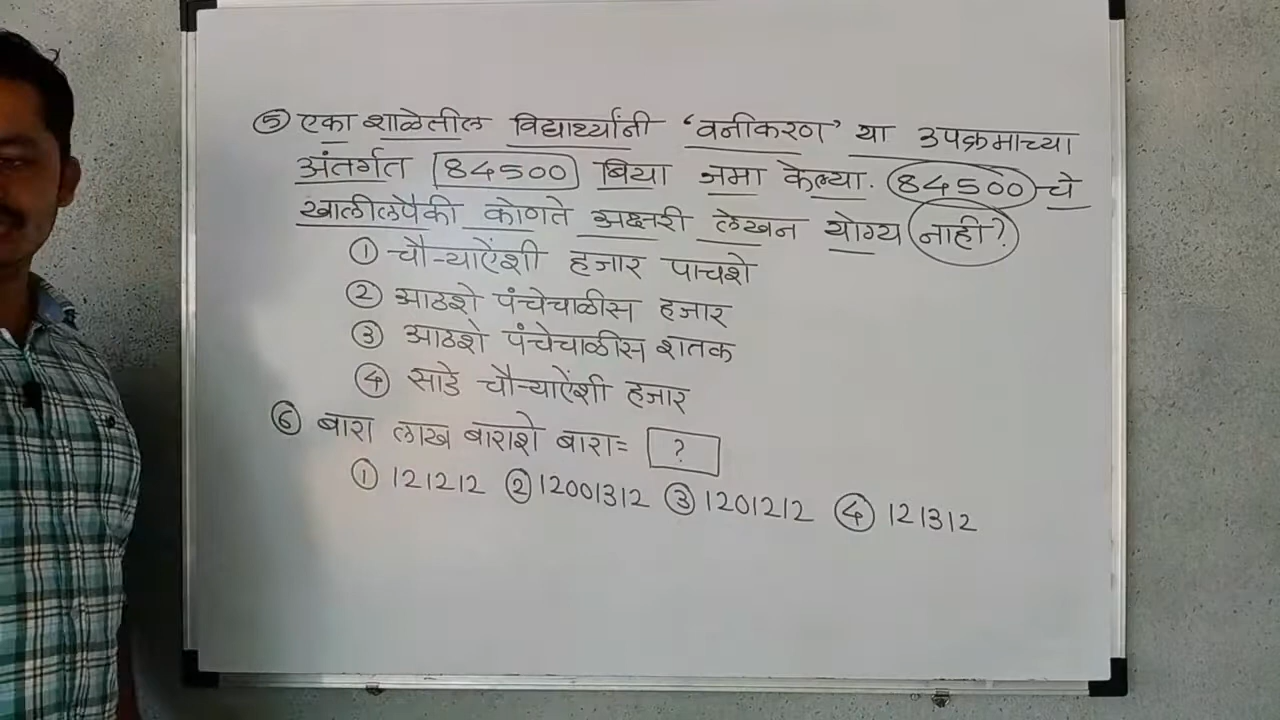 ⑤ एका शाळेतील विद्यार्थ्यांनी 'वनीकरण' या उपक्रमाच्या
अंतर्गत 84500 बिया जमा केल्या. 84500 चे
खालीलपैकी कोणते अक्षरी लेखन योग्य नाही?
① चौऱ्याऐंशी हजार पाचशे
② आठशे पंचेचाळीस हजार
③ आठशे पंचेचाळीस शतक
④ साडे चौऱ्याऐंशी हजार
⑥ बारा लाख बाराशे बारा= ?
① 121212 ② 12001312 ③ 1201212 ④ 121312